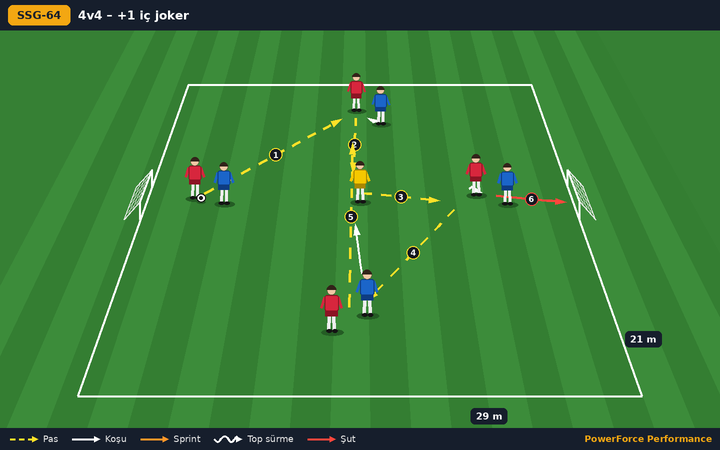 SSG-64 4v4 – +1 iç joker
1
2
3
6
5
4
21 m
29 m
Pas Koşu Sprint Top sürme Şut PowerForce Performance